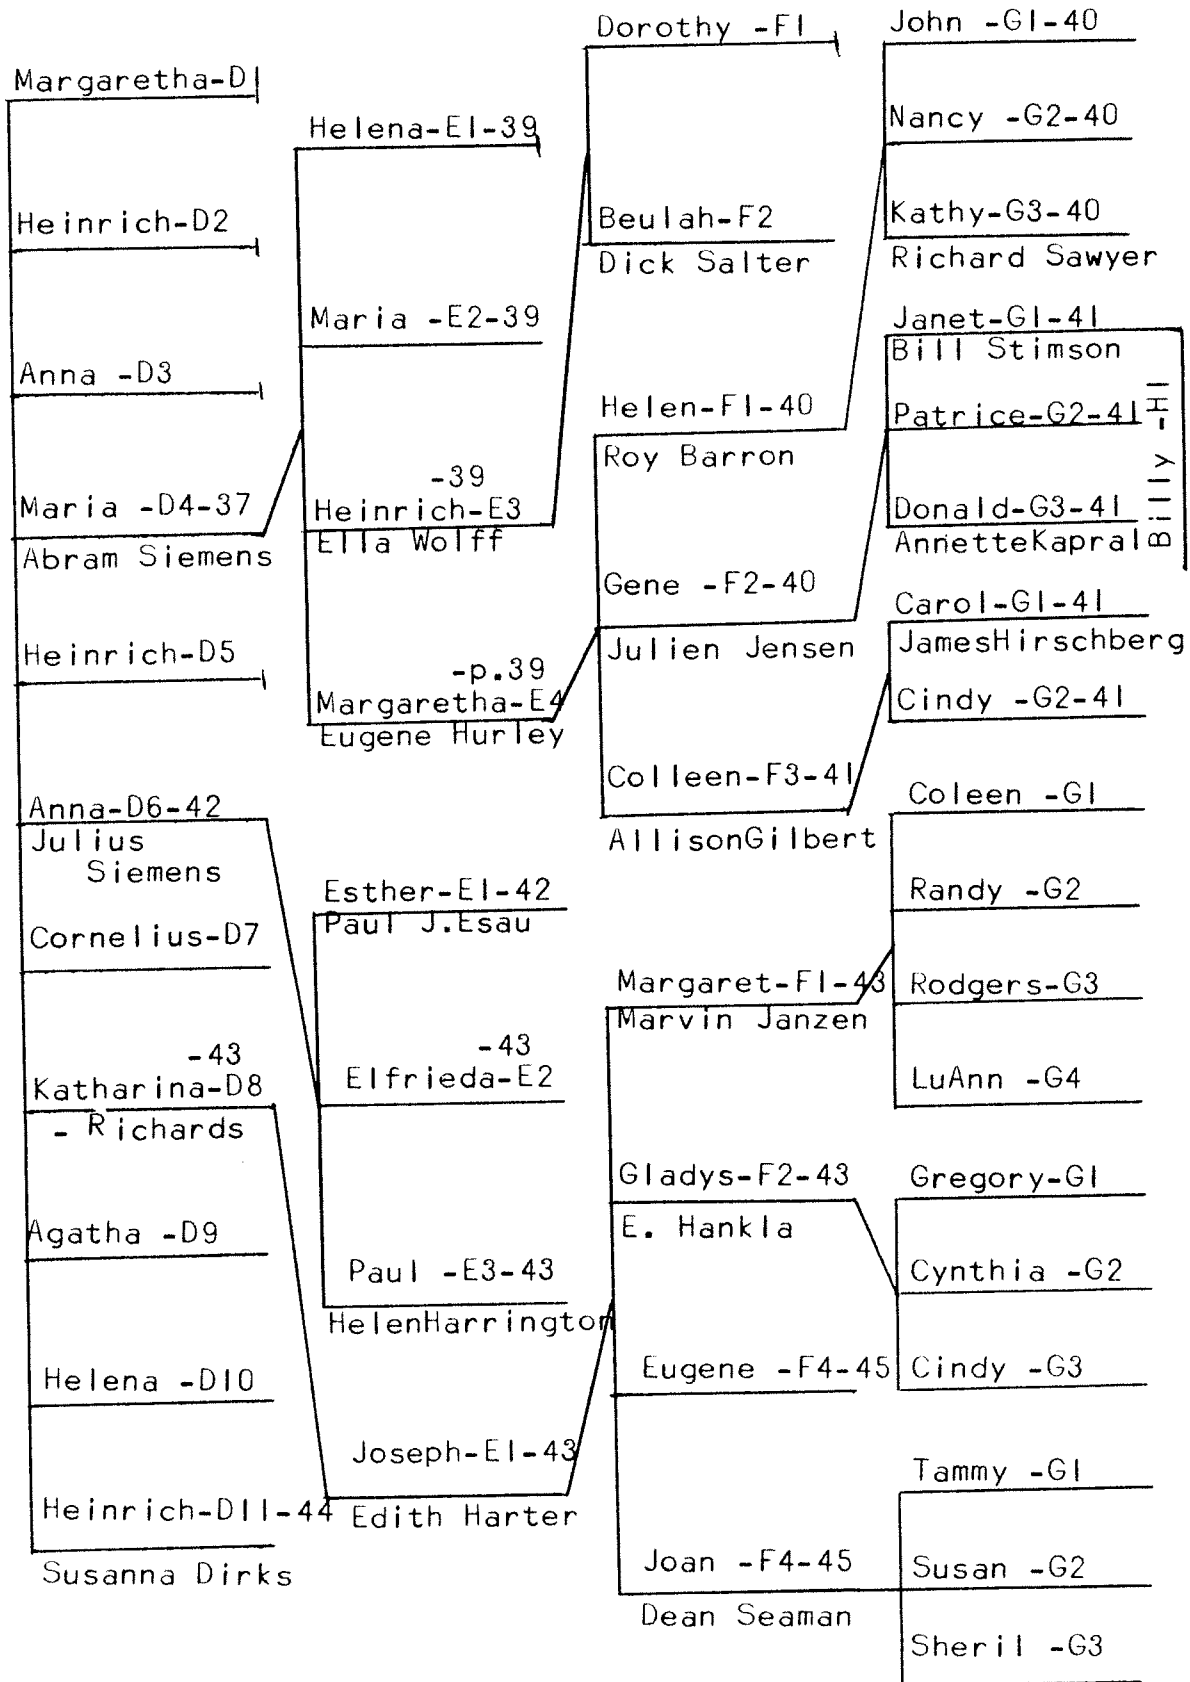 Margaretha-D1
Heinrich-D2
Anna -D3
Maria -D4-37
Abram Siemens
Heinrich-D5
Anna-D6-42
Julius
Siemens
Cornelius-D7
-43
Katharina-D8
- Richards
Agatha -D9
Helena -D10
Heinrich-D11-44
Susanna Dirks
Helena-E1-39
Maria -E2-39
-39
Heinrich-E3
Ella Wolff
-p.39
Margaretha-E4
Eugene Hurley
Esther-E1-42
Paul J.Esau
-43
Elfrieda-E2
Paul -E3-43
HelenHarrington
Joseph-E1-43
Edith Harter
Dorothy -F1
Beulah-F2
Dick Salter
Helen-F1-40
Roy Barron
Gene -F2-40
Julien Jensen
Colleen-F3-41
AllisonGilbert
Margaret-F1-43
Marvin Janzen
Gladys-F2-43
E. Hankla
Eugene -F4-45
Joan -F4-45
Dean Seaman
John -G1-40
Nancy -G2-40
Kathy-G3-40
Richard Sawyer
Janet-G1-41
Bill Stimson
Patrice-G2-41
Donald-G3-41
AnnetteKapral
Billy -H1
Carol-G1-41
JamesHirschberg
Cindy -G2-41
Coleen -G1
Randy -G2
Rodgers-G3
LuAnn -G4
Gregory-G1
Cynthia -G2
Cindy -G3
Tammy -G1
Susan -G2
Sheril -G3